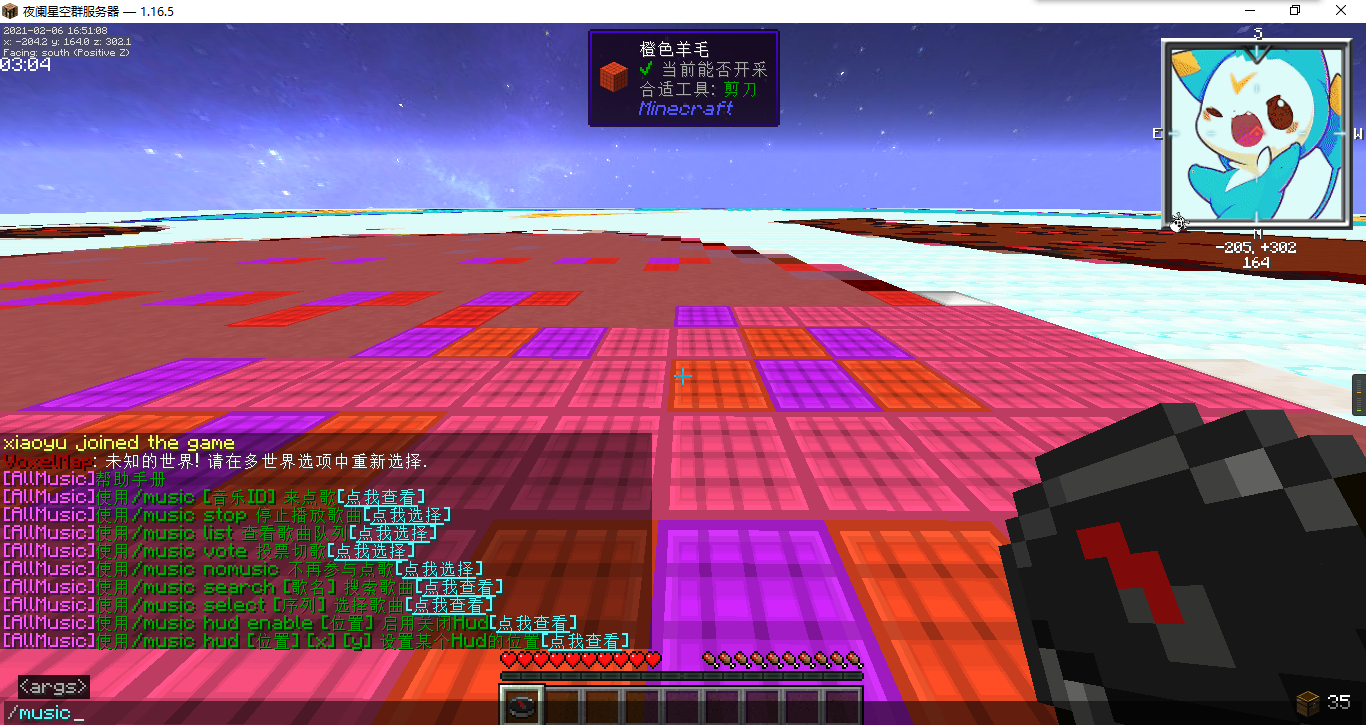 夜阑星空群服务器 — 1.16.5
2021-02-06 16:51:08
x: -204.2 y: 164.0 z: 302.1
Facing: south (Positive Z)
03:04
橙色羊毛
✔ 当前能否开采
合适工具: 剪刀
Minecraft
S
E
W
N
-205, +302
164
xiaoyu joined the game
VoxelMap: 未知的世界! 请在多世界选项中重新选择.
[AllMusic]帮助手册
[AllMusic]使用/music [音乐ID] 来点歌[点我查看]
[AllMusic]使用/music stop 停止播放歌曲[点我选择]
[AllMusic]使用/music list 查看歌曲队列[点我选择]
[AllMusic]使用/music vote 投票切歌[点我选择]
[AllMusic]使用/music nomusic 不再参与点歌[点我选择]
[AllMusic]使用/music search [歌名] 搜索歌曲[点我查看]
[AllMusic]使用/music select [序列] 选择歌曲[点我查看]
[AllMusic]使用/music hud enable [位置] 启用关闭Hud[点我查看]
[AllMusic]使用/music hud [位置] [x] [y] 设置某个Hud的位置[点我查看]
<args>
/music_
35